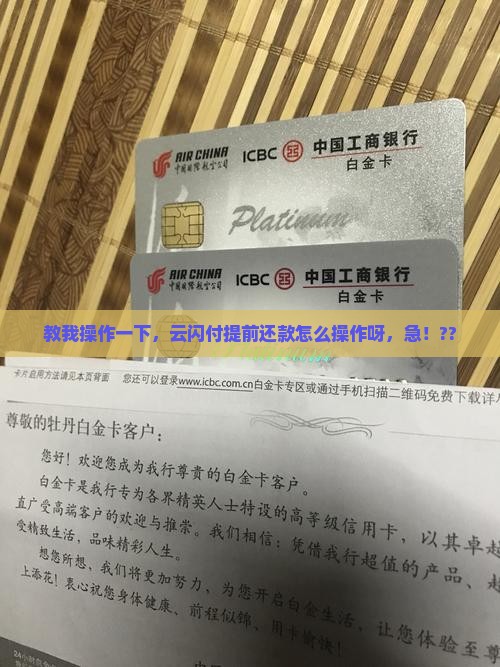 AIR CHINA
中国国际航空公司
ICBC
中国工商银行
白金卡
Platinum
AIR CHINA
中国国际航空公司
ICBC
中国工商银行
白金卡
教我操作一下，云闪付提前还款怎么操作呀，急！??
卡片启用方法请见本页背面
您还可以登录www.icbc.com.cn白金卡专区或通过手机扫描二维码免费下载详
尊敬的牡丹白金卡客户：
您好！欢迎您成为我行尊贵的白金卡客户。
白金卡是我行专为各界精英人士特设的高等级信用卡，以其卓越
直广受高端客户的欢迎与推崇。我们相信：凭借我行超值的产品、超
受精致生活，品味精彩人生。
想您所想，我们将更加努力，为您开启白金生活，让您体验至尊
上添花！衷心祝您身体健康、前程似锦、用卡愉快！
24小时